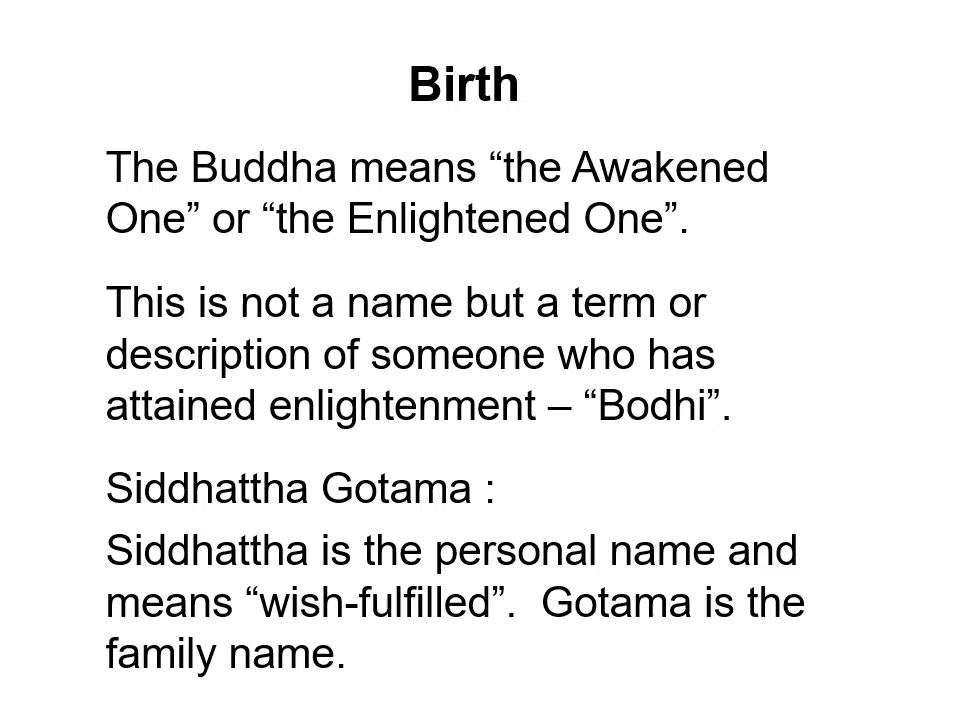 Birth
The Buddha means “the Awakened
One” or “the Enlightened One”.
This is not a name but a term or
description of someone who has
attained enlightenment – “Bodhi”.
Siddhattha Gotama :
Siddhattha is the personal name and
means “wish-fulfilled”.  Gotama is the
family name.